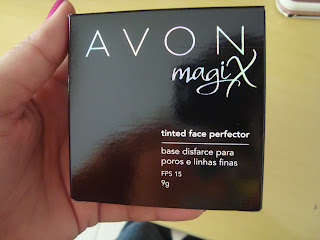 AVON
magiX
tinted face perfector
base disfarce para
poros e linhas finas
FPS 15
9g